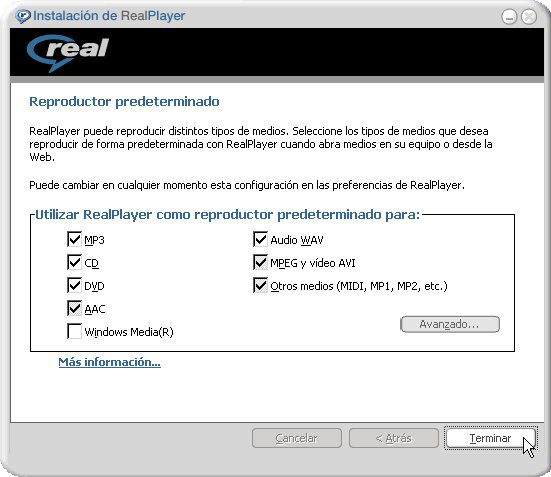 Instalación de RealPlayer
real
Reproductor predeterminado
RealPlayer puede reproducir distintos tipos de medios. Seleccione los tipos de medios que desea
reproducir de forma predeterminada con RealPlayer cuando abra medios en su equipo o desde la
Web.
Puede cambiar en cualquier momento esta configuración en las preferencias de RealPlayer.
Utilizar RealPlayer como reproductor predeterminado para:
MP3
CD
DVD
AAC
Windows Media(R)
Audio WAV
MPEG y vídeo AVI
Otros medios (MIDI, MP1, MP2, etc.)
Avanzado...
Más información...
Cancelar
< Atrás
Terminar